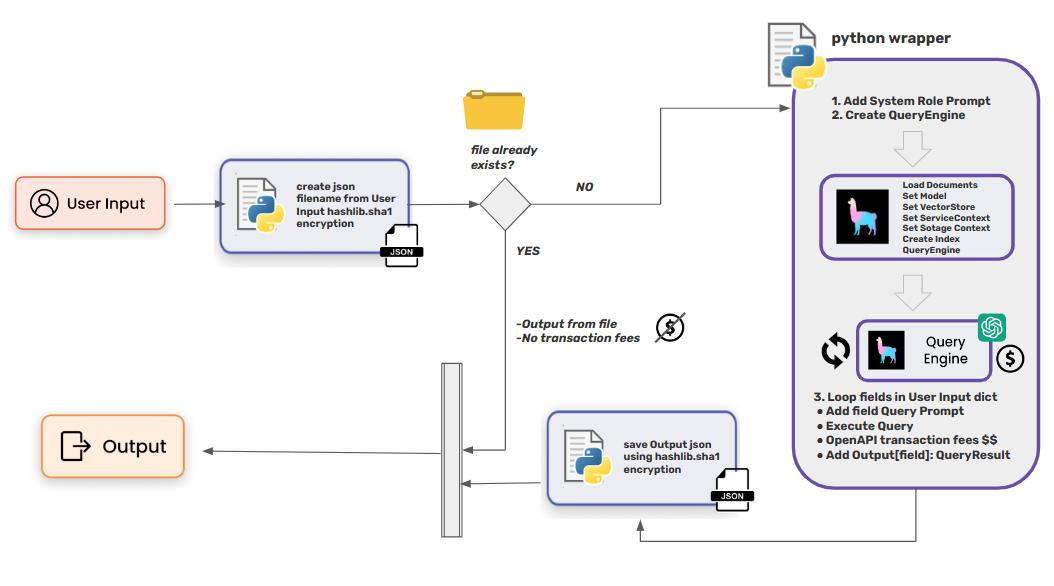 python wrapper
1. Add System Role Prompt
2. Create QueryEngine
file already
exists?
NO
User Input
create json
filename from User
Input hashlib.sha1
encryption
JSON
YES
Load Documents
Set Model
Set VectorStore
Set ServiceContext
Set Sotage Context
Create Index
QueryEngine
-Output from file
-No transaction fees
$
Query
Engine
$
3. Loop fields in User Input dict
• Add field Query Prompt
• Execute Query
• OpenAPI transaction fees $$
• Add Output[field]: QueryResult
Output
save Output json
using hashlib.sha1
encryption
JSON